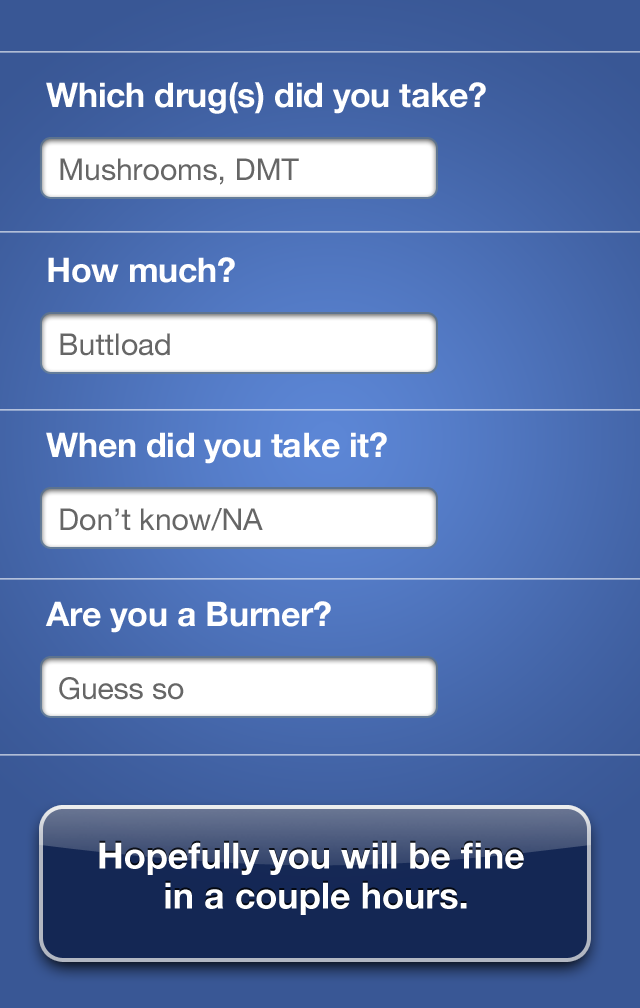 Which drug(s) did you take?
Mushrooms, DMT
How much?
Buttload
When did you take it?
Don’t know/NA
Are you a Burner?
Guess so
Hopefully you will be fine
in a couple hours.